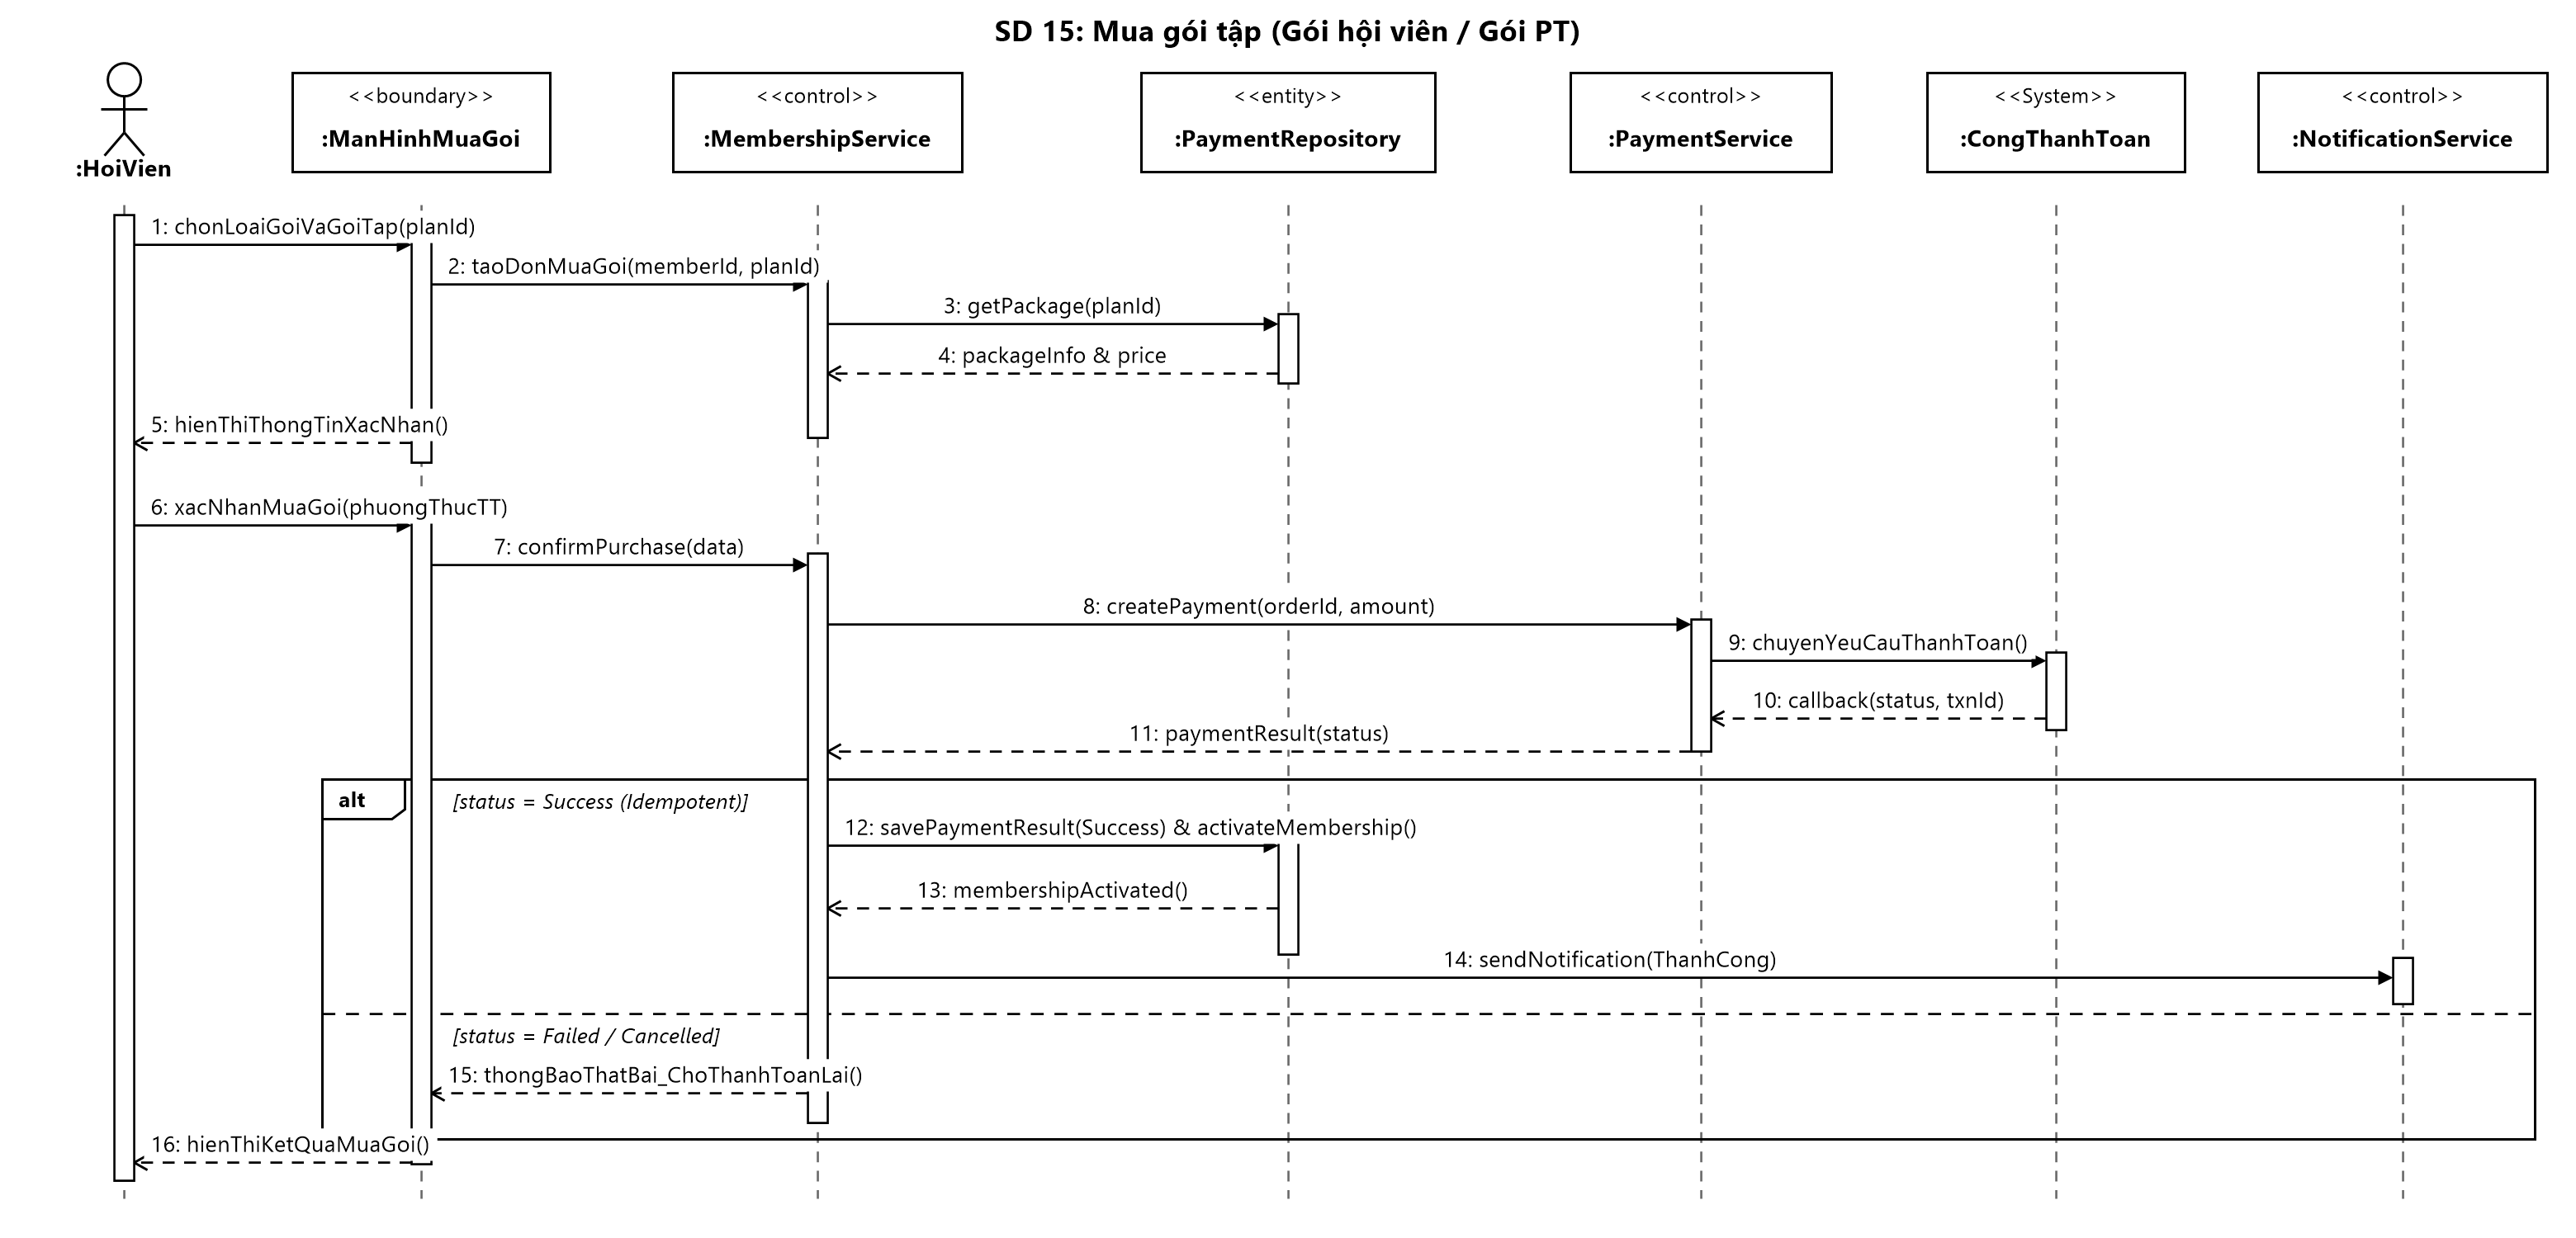 SD 15: Mua gói tập (Gói hội viên / Gói PT)
:HoiVien
<<boundary>>
:ManHinhMuaGoi
<<control>>
:MembershipService
<<entity>>
:PaymentRepository
<<control>>
:PaymentService
<<System>>
:CongThanhToan
<<control>>
:NotificationService
1: chonLoaiGoiVaGoiTap(planId)
2: taoDonMuaGoi(memberId, planId)
3: getPackage(planId)
4: packageInfo & price
5: hienThiThongTinXacNhan()
6: xacNhanMuaGoi(phuongThucTT)
7: confirmPurchase(data)
8: createPayment(orderId, amount)
9: chuyenYeuCauThanhToan()
10: callback(status, txnId)
11: paymentResult(status)
alt
[status = Success (Idempotent)]
12: savePaymentResult(Success) & activateMembership()
13: membershipActivated()
14: sendNotification(ThanhCong)
[status = Failed / Cancelled]
15: thongBaoThatBai_ChoThanhToanLai()
16: hienThiKetQuaMuaGoi()